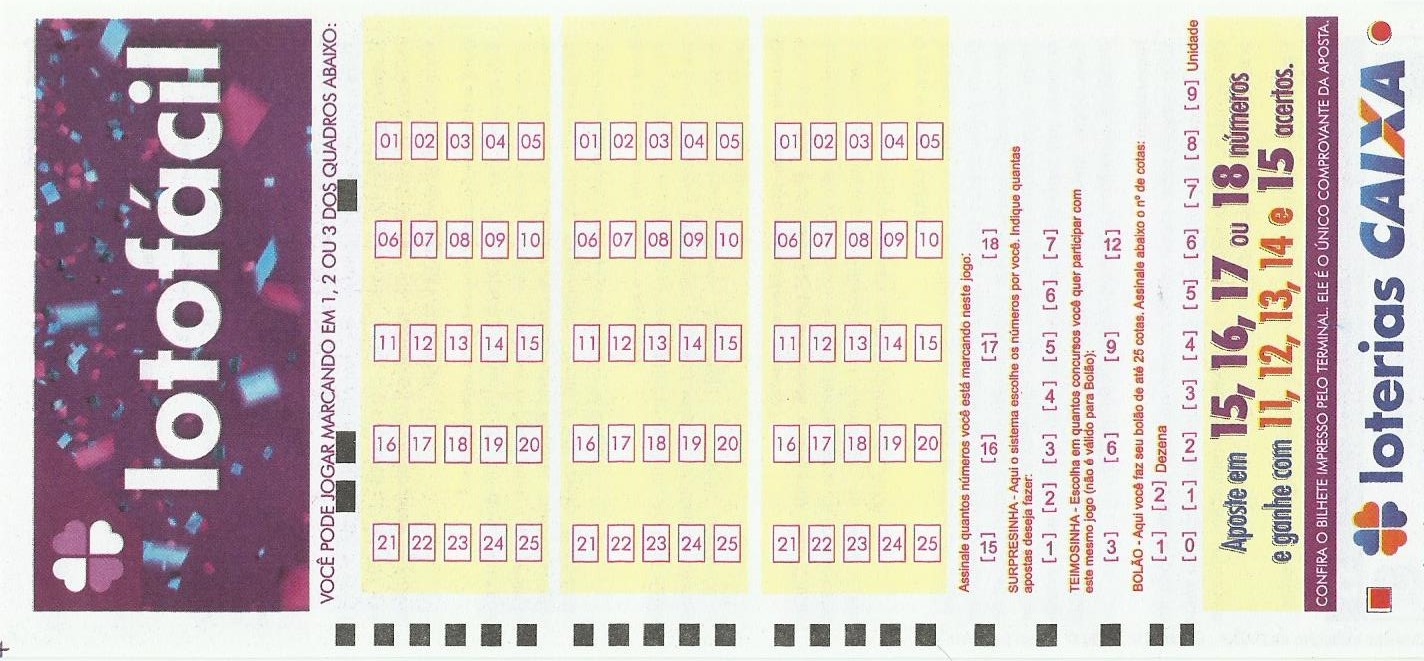 lotofácil
VOCÊ PODE JOGAR MARCANDO EM 1, 2 OU 3 DOS QUADROS ABAIXO:
01 02 03 04 05
06 07 08 09 10
11 12 13 14 15
16 17 18 19 20
21 22 23 24 25
01 02 03 04 05
06 07 08 09 10
11 12 13 14 15
16 17 18 19 20
21 22 23 24 25
01 02 03 04 05
06 07 08 09 10
11 12 13 14 15
16 17 18 19 20
21 22 23 24 25
Assinale quantos números você está marcando neste jogo:
[15] [16] [17] [18]
SURPRESINHA - Aqui o sistema escolhe os números por você. Indique quantas
apostas deseja fazer:
[1] [2] [3] [4] [5] [6] [7]
TEIMOSINHA - Escolha em quantos concursos você quer participar com
este mesmo jogo (não é válido para Bolão);
[3] [6] [9] [12]
BOLÃO - Aqui você faz seu bolão de até 25 cotas. Assinale abaixo o nº de cotas:
[1] [2] Dezena
[0] [1] [2] [3] [4] [5] [6] [7] [8] [9] Unidade
Aposte em 15, 16, 17 ou 18 números
e ganhe com 11, 12, 13, 14 e 15 acertos.
CONFIRA O BILHETE IMPRESSO PELO TERMINAL. ELE É O ÚNICO COMPROVANTE DA APOSTA.
loterias CAIXA